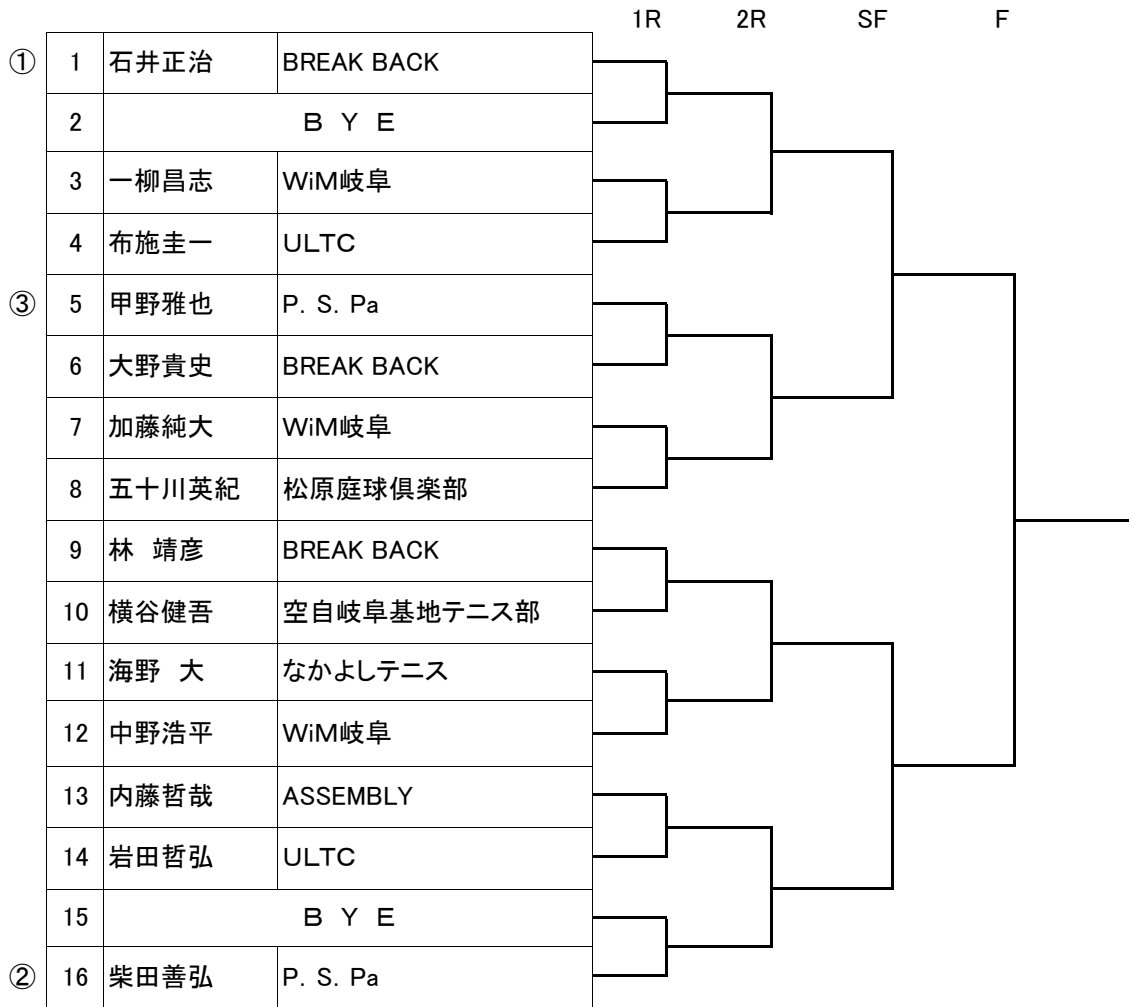 1R 2R SF F
① 1 石井正治 BREAK BACK
2 B Y E
3 一柳昌志 WiM岐阜
4 布施圭一 ULTC
③ 5 甲野雅也 P. S. Pa
6 大野貴史 BREAK BACK
7 加藤純大 WiM岐阜
8 五十川英紀 松原庭球倶楽部
9 林 靖彦 BREAK BACK
10 横谷健吾 空自岐阜基地テニス部
11 海野 大 なかよしテニス
12 中野浩平 WiM岐阜
13 内藤哲哉 ASSEMBLY
14 岩田哲弘 ULTC
15 B Y E
② 16 柴田善弘 P. S. Pa